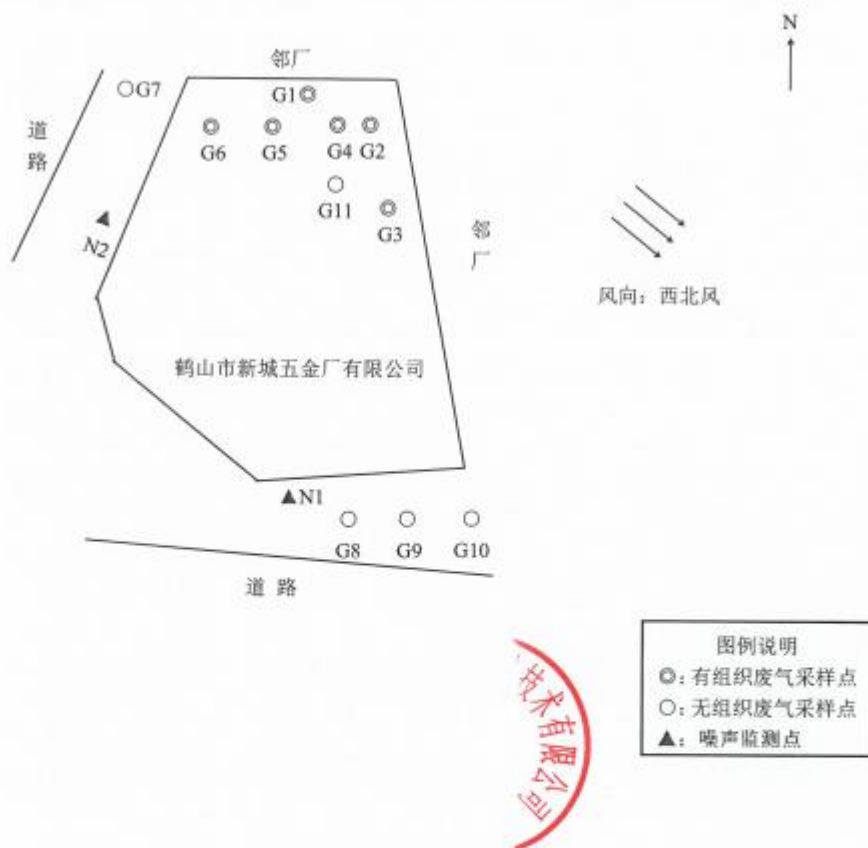 N
邻厂
G7
G1
道路
G6
G5
G4
G2
G11
G3
N2
邻厂
风向：西北风
鹤山市新城五金厂有限公司
N1
G8
G9
G10
道 路
图例说明
◎：有组织废气采样点
○：无组织废气采样点
▲：噪声监测点
技术有限公司